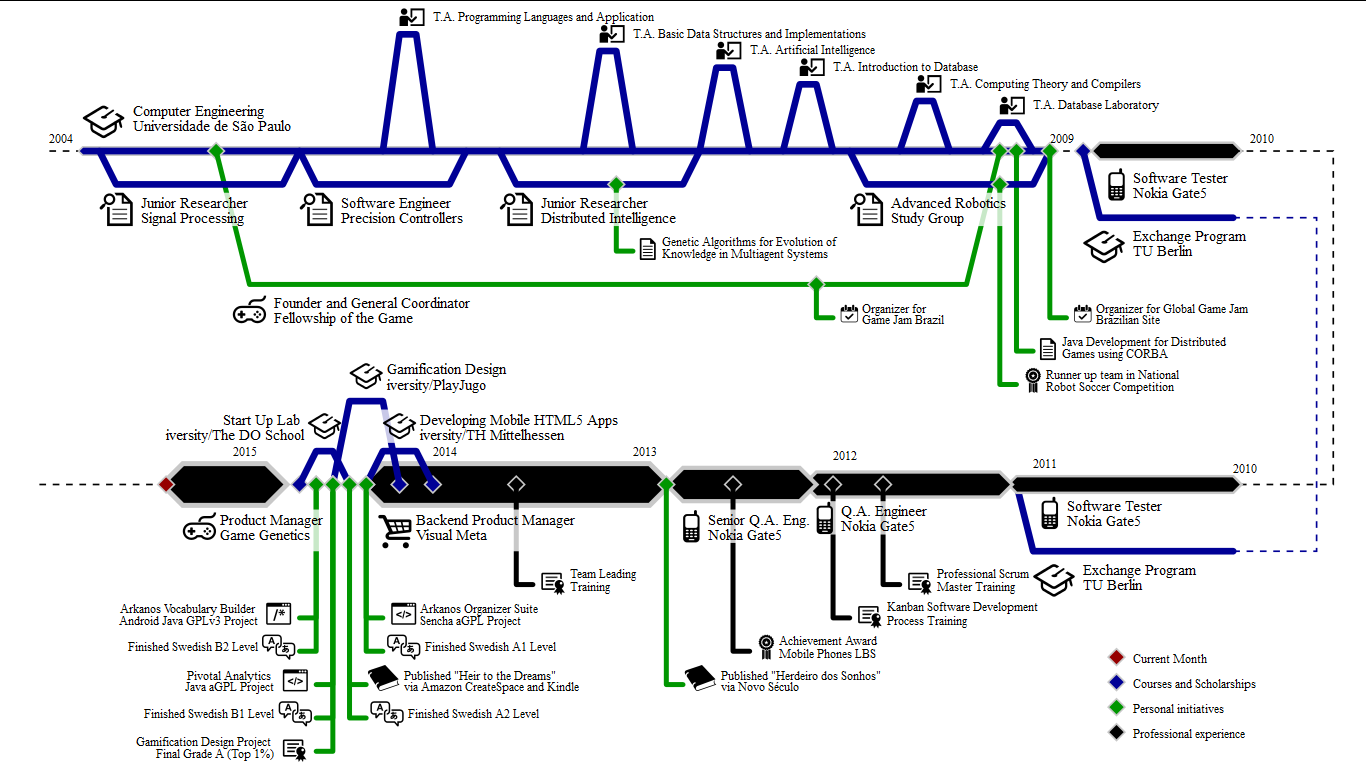 T.A. Programming Languages and Application
T.A. Basic Data Structures and Implementations
T.A. Artificial Intelligence
T.A. Introduction to Database
T.A. Computing Theory and Compilers
T.A. Database Laboratory
Computer Engineering
Universidade de São Paulo
2004
2009
2010
Junior Researcher
Signal Processing
Software Engineer
Precision Controllers
Junior Researcher
Distributed Intelligence
Advanced Robotics
Study Group
Software Tester
Nokia Gate5
Exchange Program
TU Berlin
Genetic Algorithms for Evolution of
Knowledge in Multiagent Systems
Founder and General Coordinator
Fellowship of the Game
Organizer for
Game Jam Brazil
Organizer for Global Game Jam
Brazilian Site
Java Development for Distributed
Games using CORBA
Runner up team in National
Robot Soccer Competition
Gamification Design
iversity/PlayJugo
Start Up Lab
iversity/The DO School
Developing Mobile HTML5 Apps
iversity/TH Mittelhessen
2015
2014
2013
2012
2011
2010
Product Manager
Game Genetics
Backend Product Manager
Visual Meta
Senior Q.A. Eng.
Nokia Gate5
Q.A. Engineer
Nokia Gate5
Software Tester
Nokia Gate5
Exchange Program
TU Berlin
Team Leading
Training
Professional Scrum
Master Training
Kanban Software Development
Process Training
Achievement Award
Mobile Phones LBS
Arkanos Vocabulary Builder
Android Java GPLv3 Project
/*
Finished Swedish B2 Level
A あ
Pivotal Analytics
Java aGPL Project
</>
Finished Swedish B1 Level
A あ
Gamification Design Project
Final Grade A (Top 1%)
</>
Arkanos Organizer Suite
Sencha aGPL Project
A あ
Finished Swedish A1 Level
Published "Heir to the Dreams"
via Amazon CreateSpace and Kindle
A あ
Finished Swedish A2 Level
Published "Herdeiro dos Sonhos"
via Novo Século
Current Month
Courses and Scholarships
Personal initiatives
Professional experience